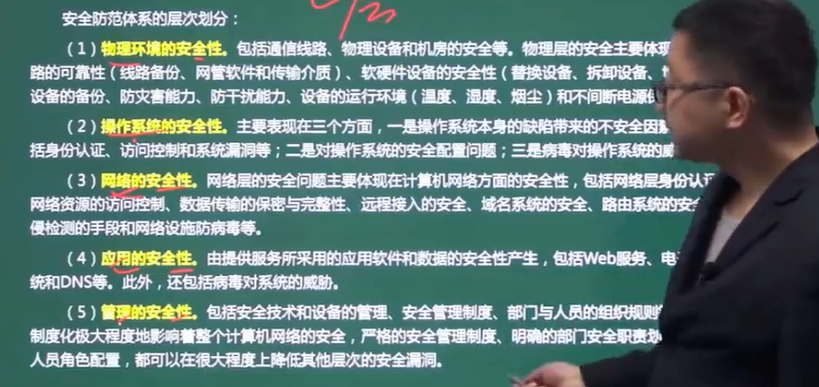 安全防范体系的层次划分：
（1）物理环境的安全性。包括通信线路、物理设备和机房的安全等。物理层的安全主要体现
路的可靠性（线路备份、网管软件和传输介质）、软硬件设备的安全性（替换设备、拆卸设备、
设备的备份、防灾害能力、防干扰能力、设备的运行环境（温度、湿度、烟尘）和不间断电源
（2）操作系统的安全性。主要表现在三个方面，一是操作系统本身的缺陷带来的不安全因
括身份认证、访问控制和系统漏洞等；二是对操作系统的安全配置问题；三是病毒对操作系统的
（3）网络的安全性。网络层的安全问题主要体现在计算机网络方面的安全性，包括网络层身份认
网络资源的访问控制、数据传输的保密与完整性、远程接入的安全、域名系统的安全、路由系统的安
侵检测的手段和网络设施防病毒等。
（4）应用的安全性。由提供服务所采用的应用软件和数据的安全性产生，包括Web服务、电
统和DNS等。此外，还包括病毒对系统的威胁。
（5）管理的安全性。包括安全技术和设备的管理、安全管理制度、部门与人员的组织规则
制度化极大程度地影响着整个计算机网络的安全，严格的安全管理制度、明确的部门安全职责
人员角色配置，都可以在很大程度上降低其他层次的安全漏洞。